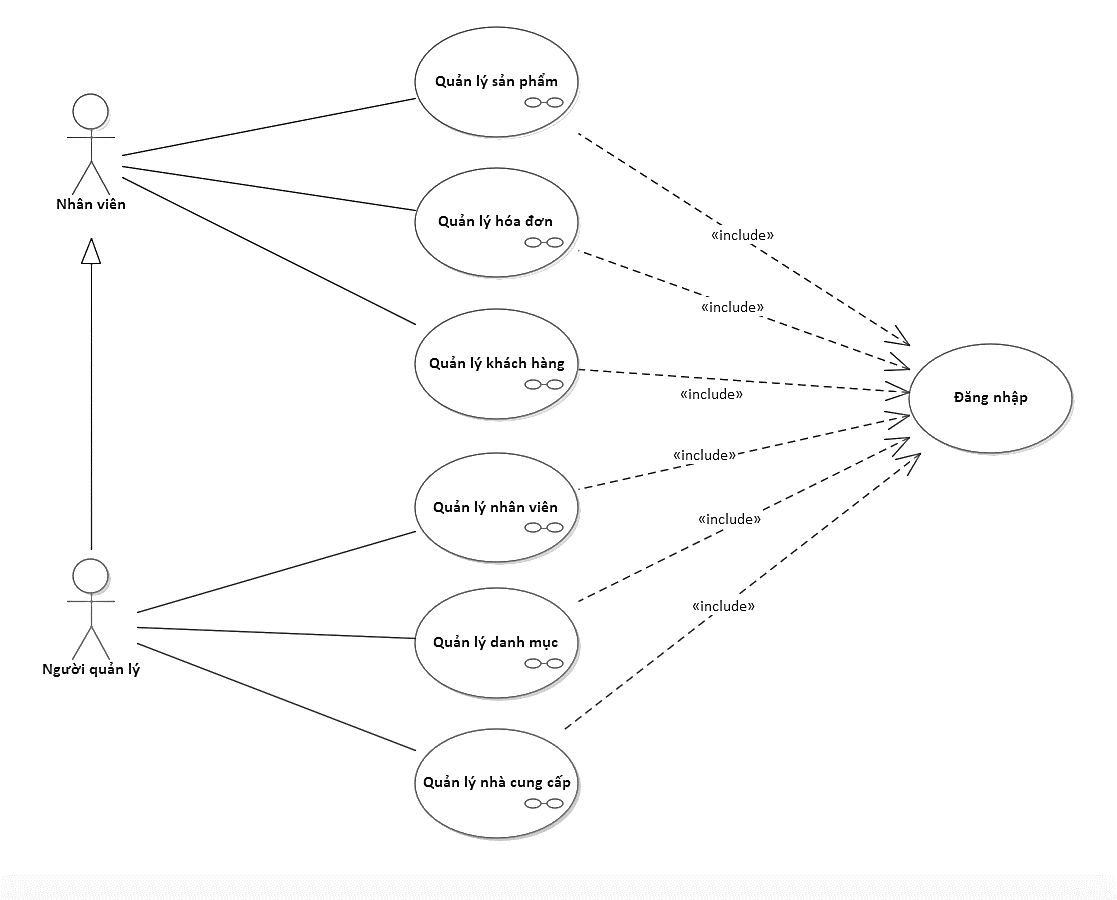 Quản lý sản phẩm
Nhân viên
Quản lý hóa đơn
«include»
«include»
Quản lý khách hàng
«include»
Đăng nhập
«include»
Quản lý nhân viên
«include»
«include»
Quản lý danh mục
Người quản lý
Quản lý nhà cung cấp